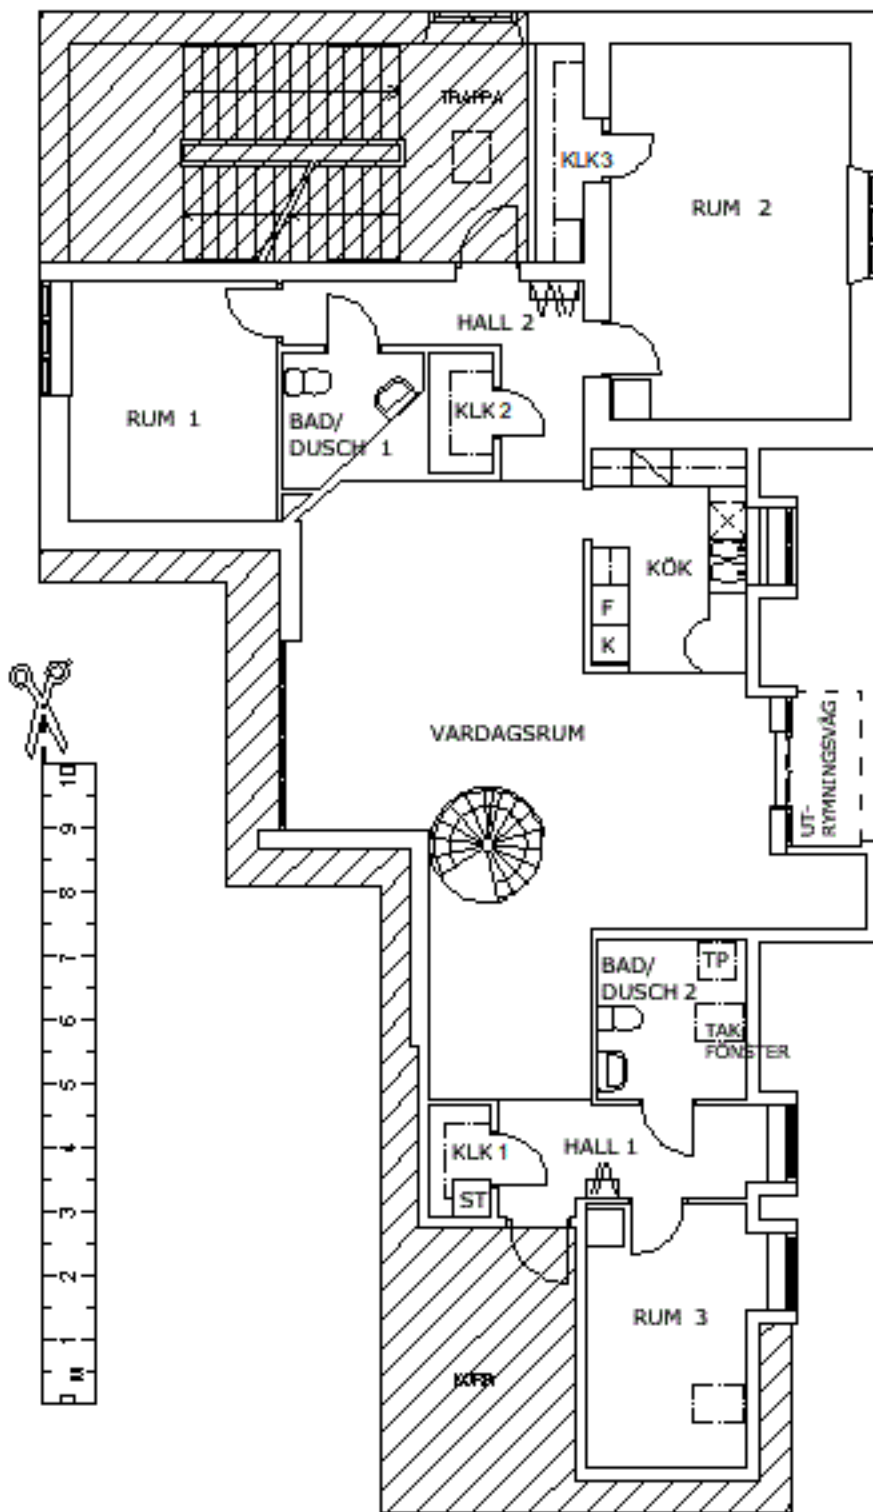 TRAPPA
KLK3
RUM 2
HALL 2
RUM 1
BAD/
DUSCH 1
KLK 2
KÖK
F
K
VARDAGSRUM
UT-
RYMNINGSVÄG
10
9
8
7
6
5
4
3
2
1
M
BAD/
DUSCH 2
TP
TAK
FÖNSTER
KLK 1
HALL 1
ST
RUM 3